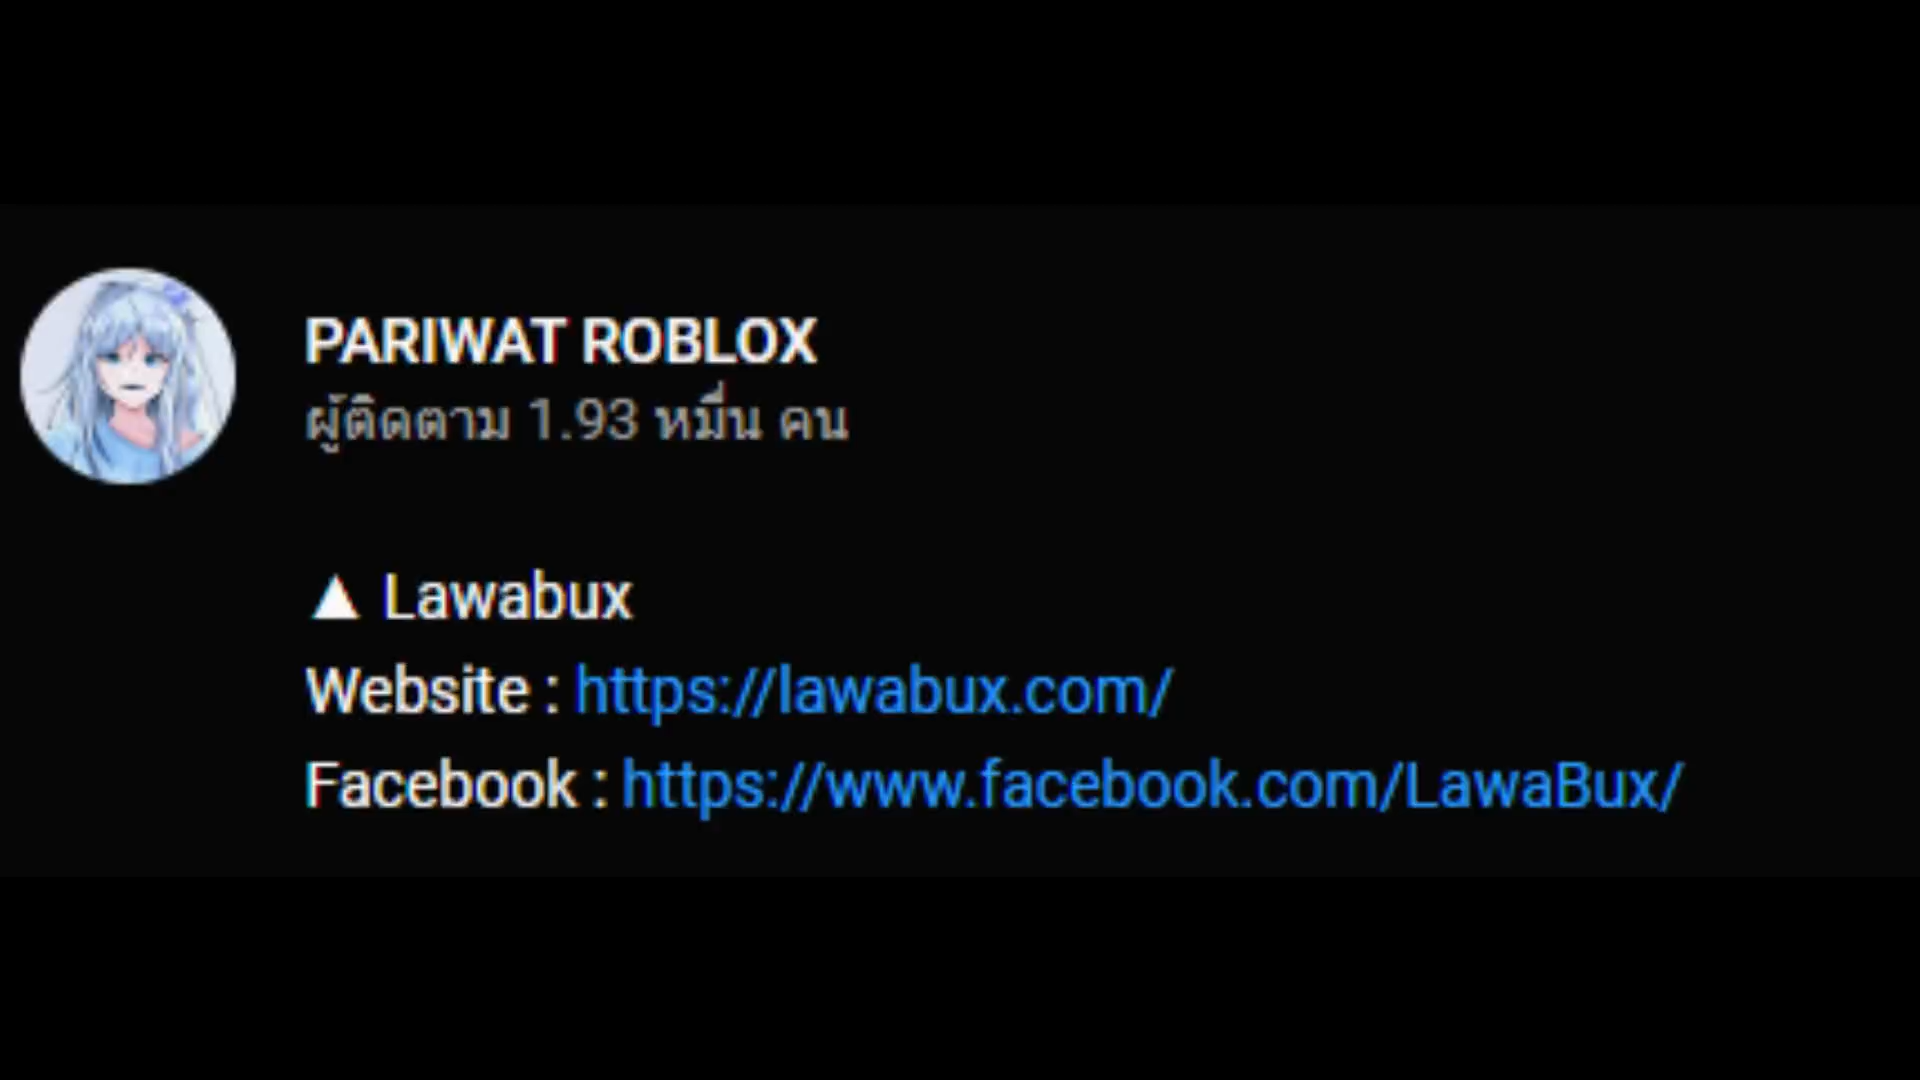 PARIWAT ROBLOX
ผู้ติดตาม 1.93 หมื่น คน
▲ Lawabux
Website : https://lawabux.com/
Facebook : https://www.facebook.com/LawaBux/